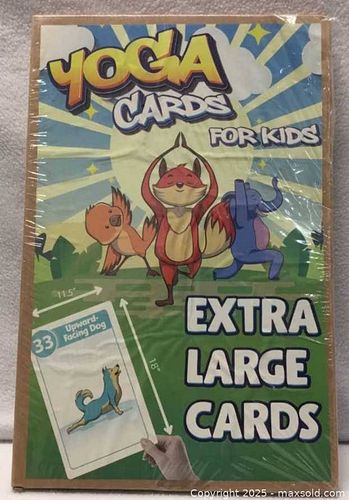 YOGA
CARDS
FOR KIDS
EXTRA
LARGE
CARDS
11.5"
18"
33
Upward-
Facing Dog
Copyright 2025 - maxsold.com